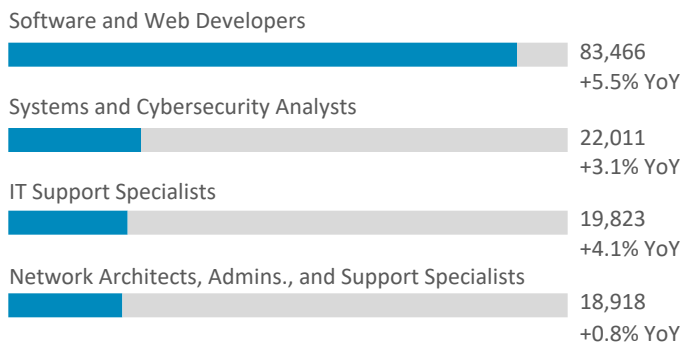 Software and Web Developers
83,466
+5.5% YoY
Systems and Cybersecurity Analysts
22,011
+3.1% YoY
IT Support Specialists
19,823
+4.1% YoY
Network Architects, Admins., and Support Specialists
18,918
+0.8% YoY